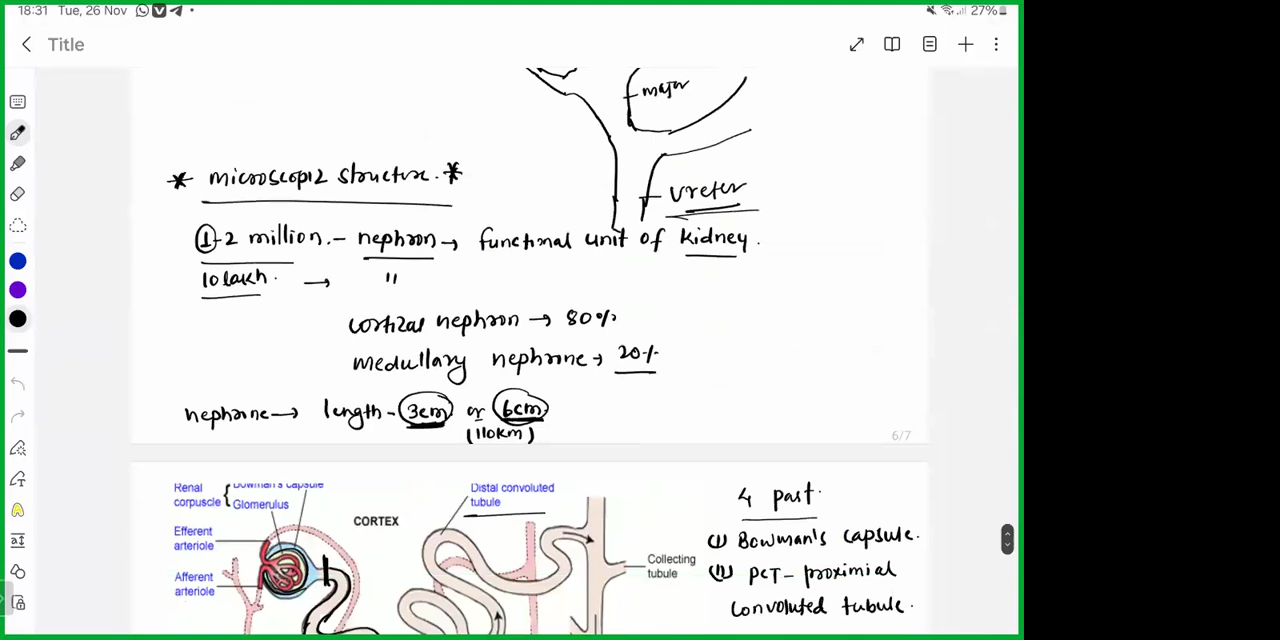 18:31 Tue, 26 Nov
27%
Title
major
* microscopiz structure. *
ureter
1-2 million. - nephron → functional unit of kidney.
10 lakh. → "
cortical nephron → 80%
medullary nephrone → 20%
nephrone → length - 3cm or 6cm
(110km)
6/7
Renal corpuscle { Bowman's capsule
Glomerulus
Efferent arteriole
Afferent arteriole
CORTEX
Distal convoluted tubule
Collecting tubule
4 part.
(i) Bowman's capsule.
(ii) PCT - proximial
convoluted tubule.